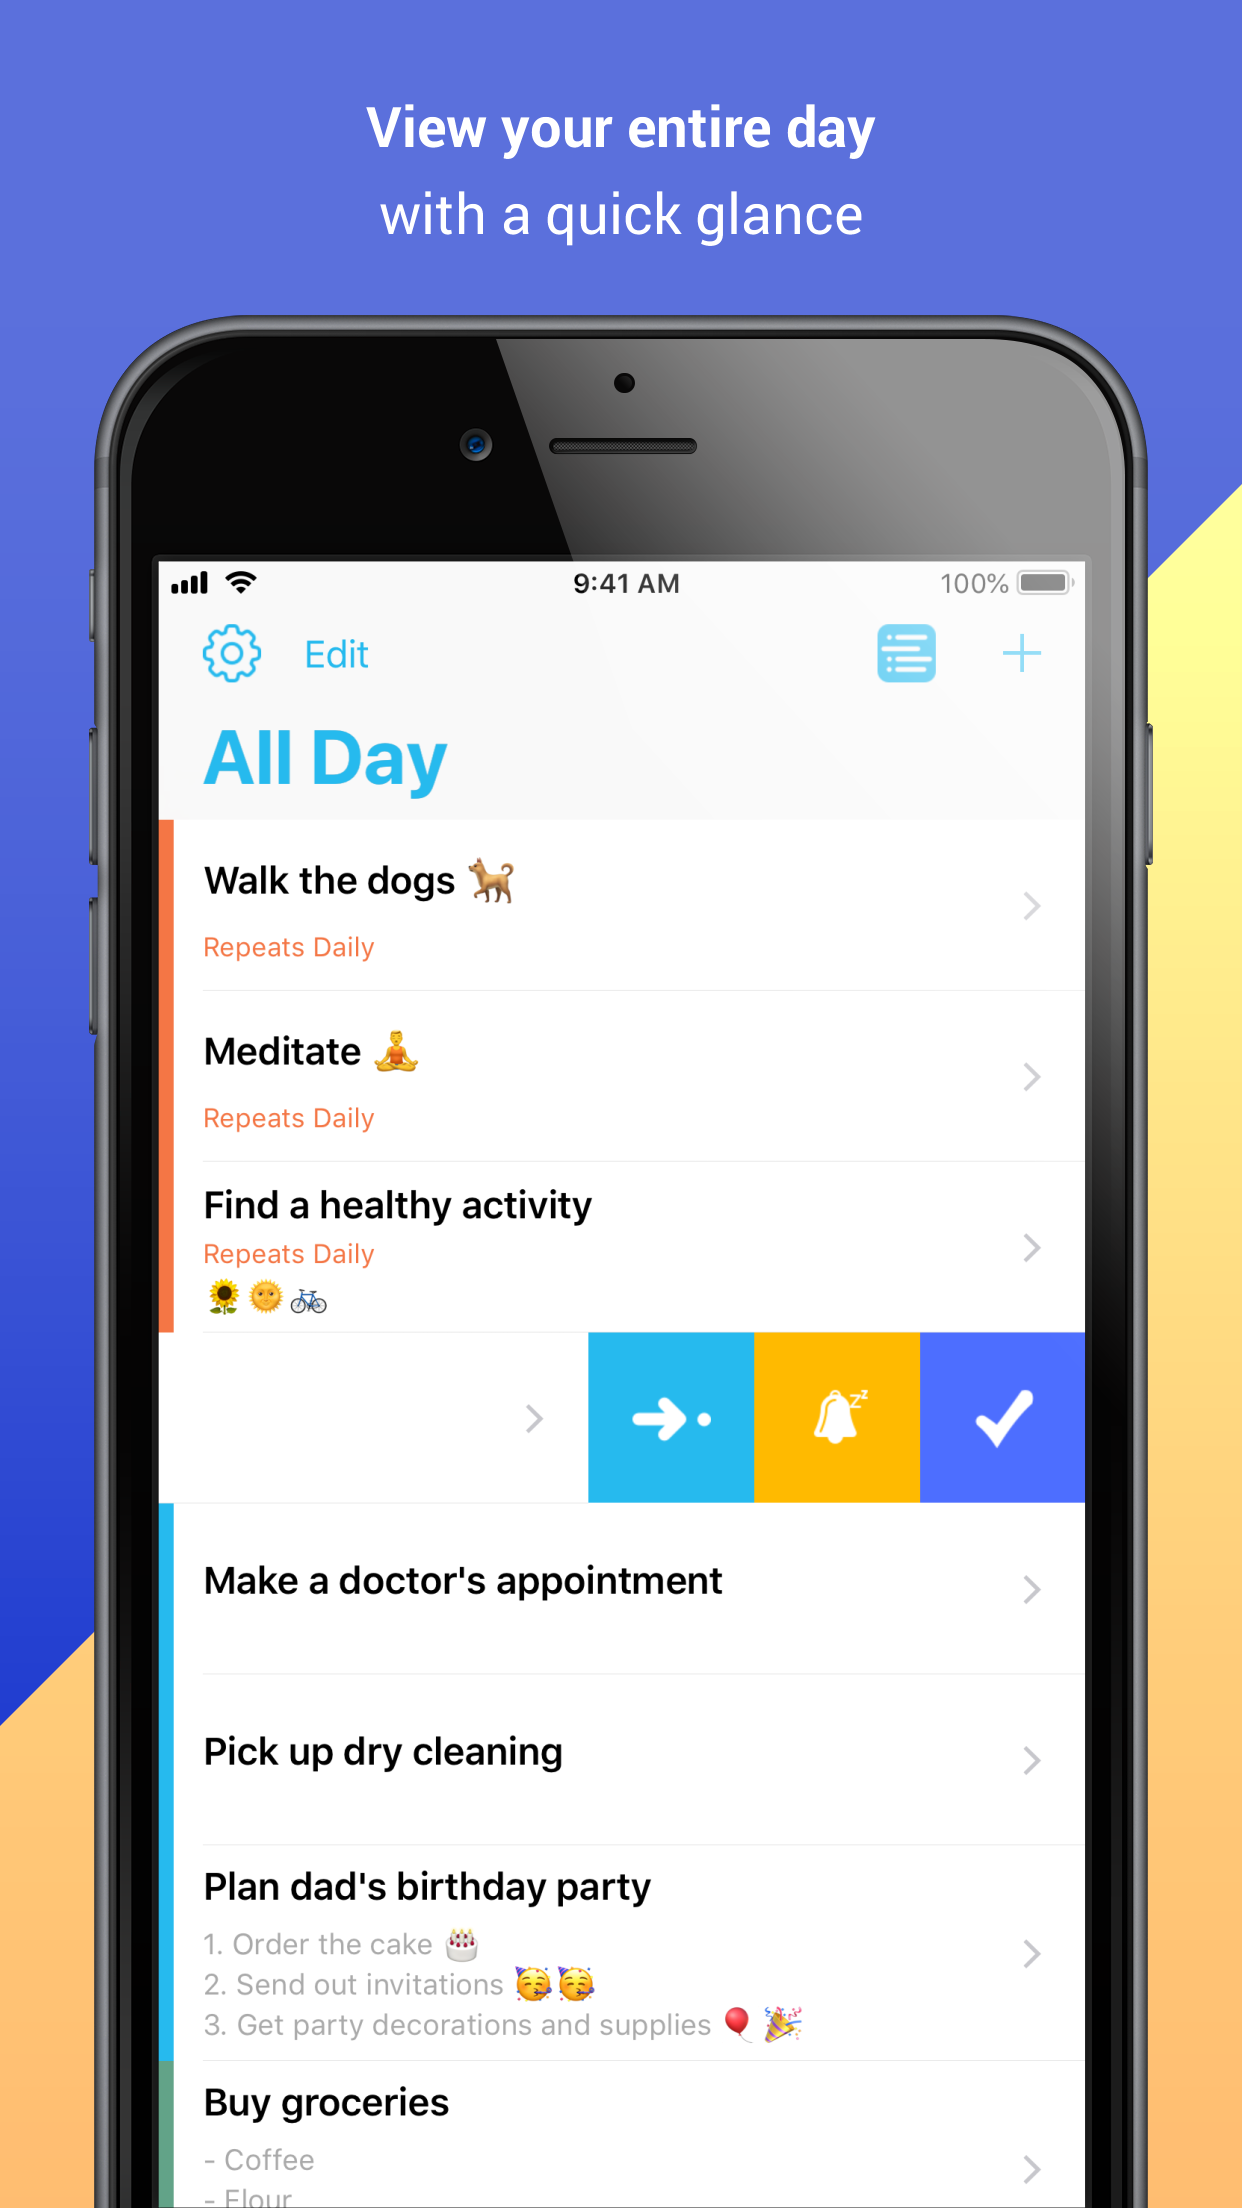 View your entire day
with a quick glance
9:41 AM
100%
Edit
All Day
Walk the dogs
Repeats Daily
Meditate
Repeats Daily
Find a healthy activity
Repeats Daily
zz
Make a doctor's appointment
Pick up dry cleaning
Plan dad's birthday party
1. Order the cake
2. Send out invitations
3. Get party decorations and supplies
Buy groceries
- Coffee
- Flour